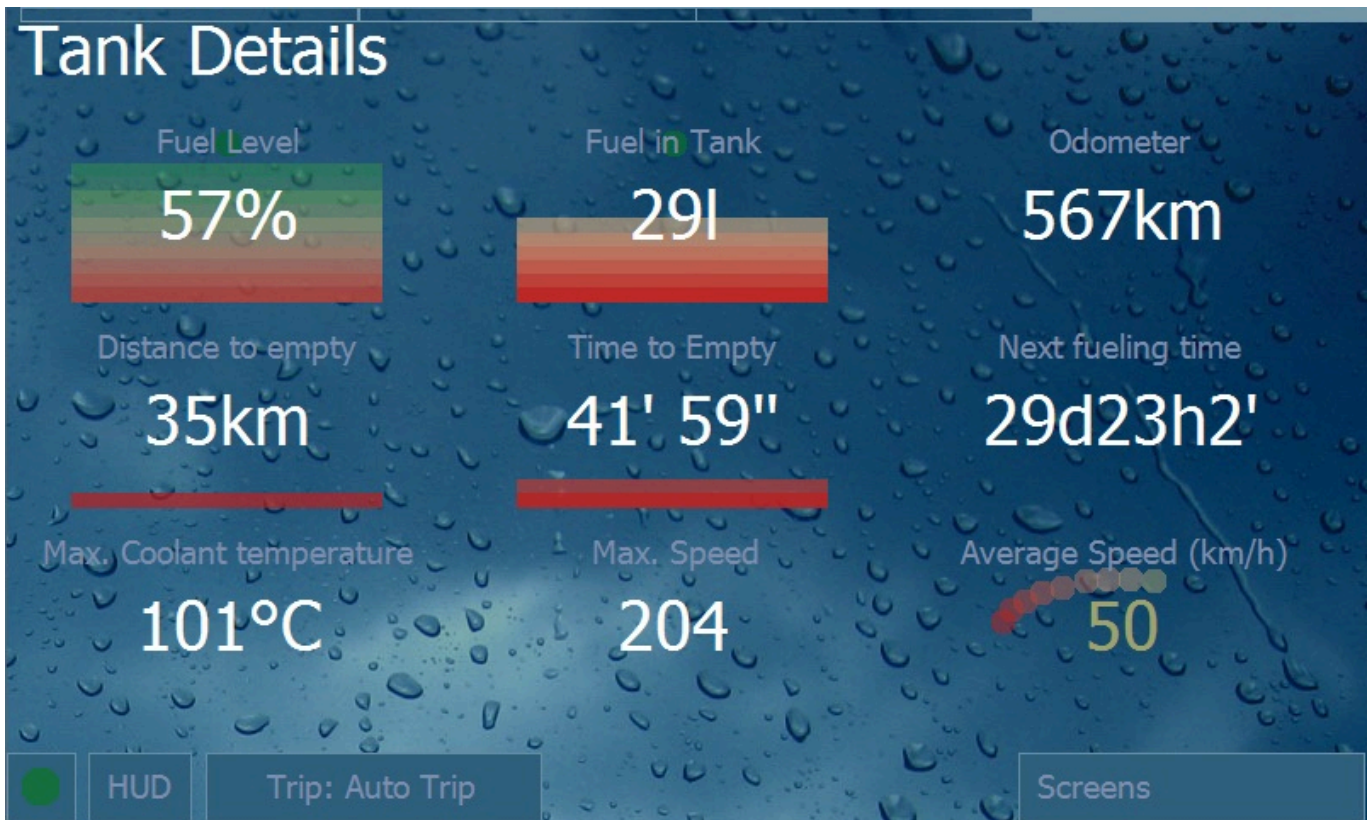 Tank Details
Fuel Level
Fuel in Tank
Odometer
57%
29l
567km
Distance to empty
Time to Empty
Next fueling time
35km
41' 59"
29d23h2'
Max. Coolant temperature
Max. Speed
Average Speed (km/h)
101°C
204
50
HUD
Trip: Auto Trip
Screens